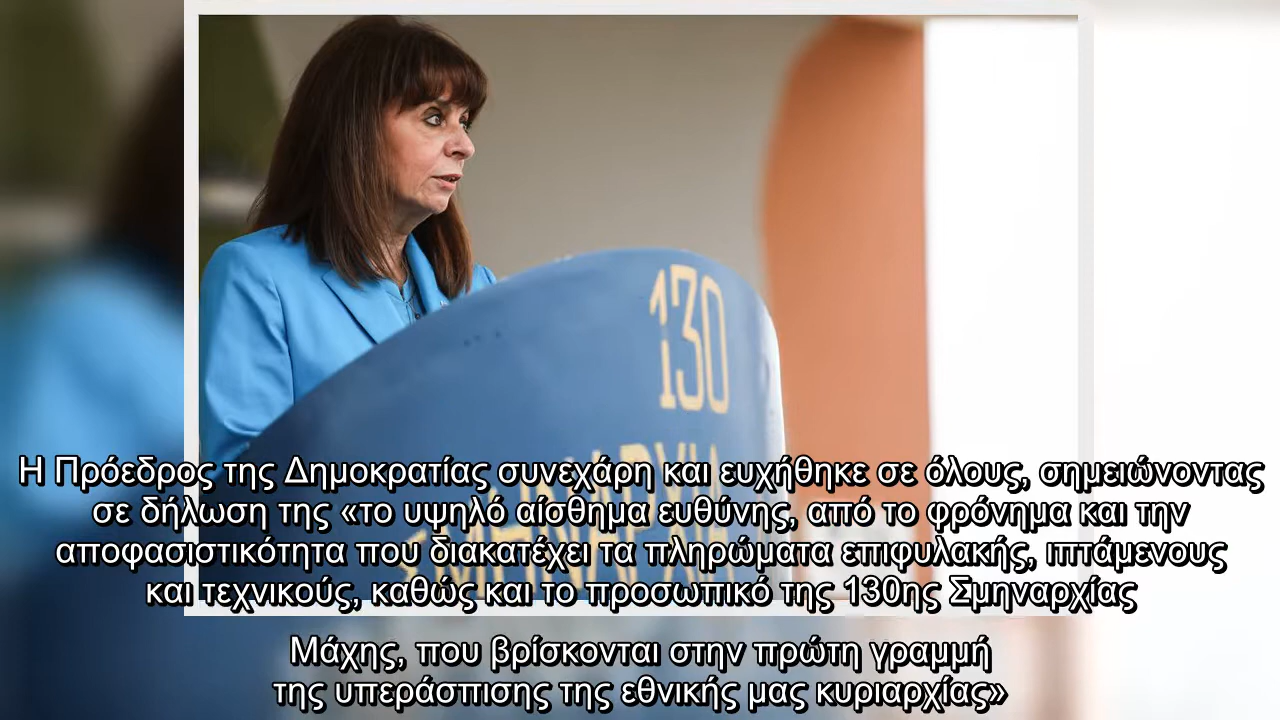 130
ΣΜΗΝΑΡΧΙΑ
Η Πρόεδρος της Δημοκρατίας συνεχάρη και ευχήθηκε σε όλους, σημειώνοντας
σε δήλωση της «το υψηλό αίσθημα ευθύνης, από το φρόνημα και την
αποφασιστικότητα που διακατέχει τα πληρώματα επιφυλακής, ιπτάμενους
και τεχνικούς, καθώς και το προσωπικό της 130ης Σμηναρχίας
Μάχης, που βρίσκονται στην πρώτη γραμμή
της υπεράσπισης της εθνικής μας κυριαρχίας»